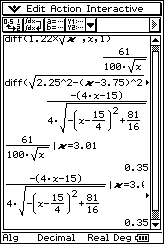 Edit Action Interactive
diff(1.22×√x ,x,1)
61
100·√x
diff(√2.25^2-(x-3.75)^2
-(4·x-15)
4·√-(x-15/4)^2+81/16
61
100·√x |x=3.01
0.35
-(4·x-15)
4·√-(x-15/4)^2+81/16 |x=3.
0.35
Alg Decimal Real Deg